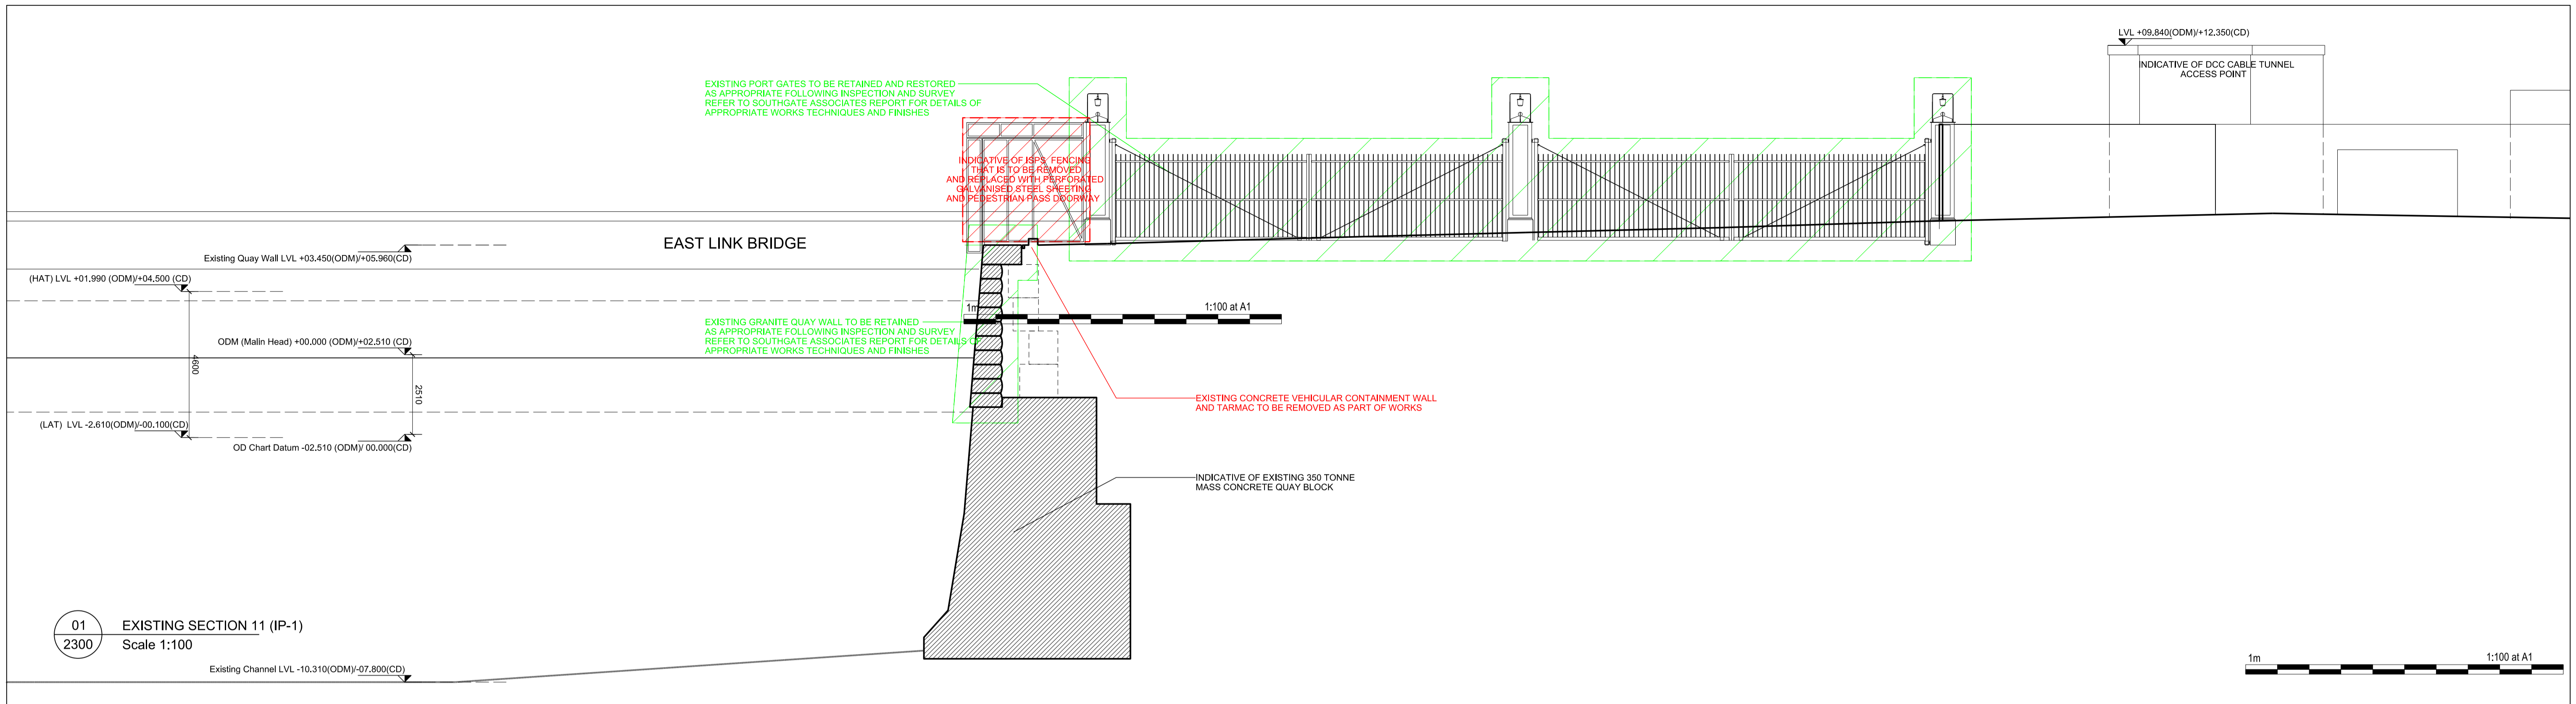 LVL +09.840(ODM)/+12.350(CD)
INDICATIVE OF DCC CABLE TUNNEL
ACCESS POINT
EXISTING PORT GATES TO BE RETAINED AND RESTORED
AS APPROPRIATE FOLLOWING INSPECTION AND SURVEY
REFER TO SOUTHGATE ASSOCIATES REPORT FOR DETAILS OF
APPROPRIATE WORKS TECHNIQUES AND FINISHES
INDICATIVE OF ISPS FENCING
THAT IS TO BE REMOVED
AND REPLACED WITH PERFORATED
GALVANISED STEEL SHEETING
AND PEDESTRIAN PASS DOORWAY
EAST LINK BRIDGE
Existing Quay Wall LVL +03.450(ODM)/+05.960(CD)
(HAT) LVL +01.990 (ODM)/+04.500 (CD)
1m
1:100 at A1
EXISTING GRANITE QUAY WALL TO BE RETAINED
AS APPROPRIATE FOLLOWING INSPECTION AND SURVEY
REFER TO SOUTHGATE ASSOCIATES REPORT FOR DETAILS OF
APPROPRIATE WORKS TECHNIQUES AND FINISHES
ODM (Malin Head) +00.000 (ODM)/+02.510 (CD)
4600
2510
EXISTING CONCRETE VEHICULAR CONTAINMENT WALL
AND TARMAC TO BE REMOVED AS PART OF WORKS
(LAT) LVL -2.610(ODM)/-00.100(CD)
OD Chart Datum -02.510 (ODM)/ 00.000(CD)
INDICATIVE OF EXISTING 350 TONNE
MASS CONCRETE QUAY BLOCK
01
2300
EXISTING SECTION 11 (IP-1)
Scale 1:100
Existing Channel LVL -10.310(ODM)/-07.800(CD)
1m
1:100 at A1